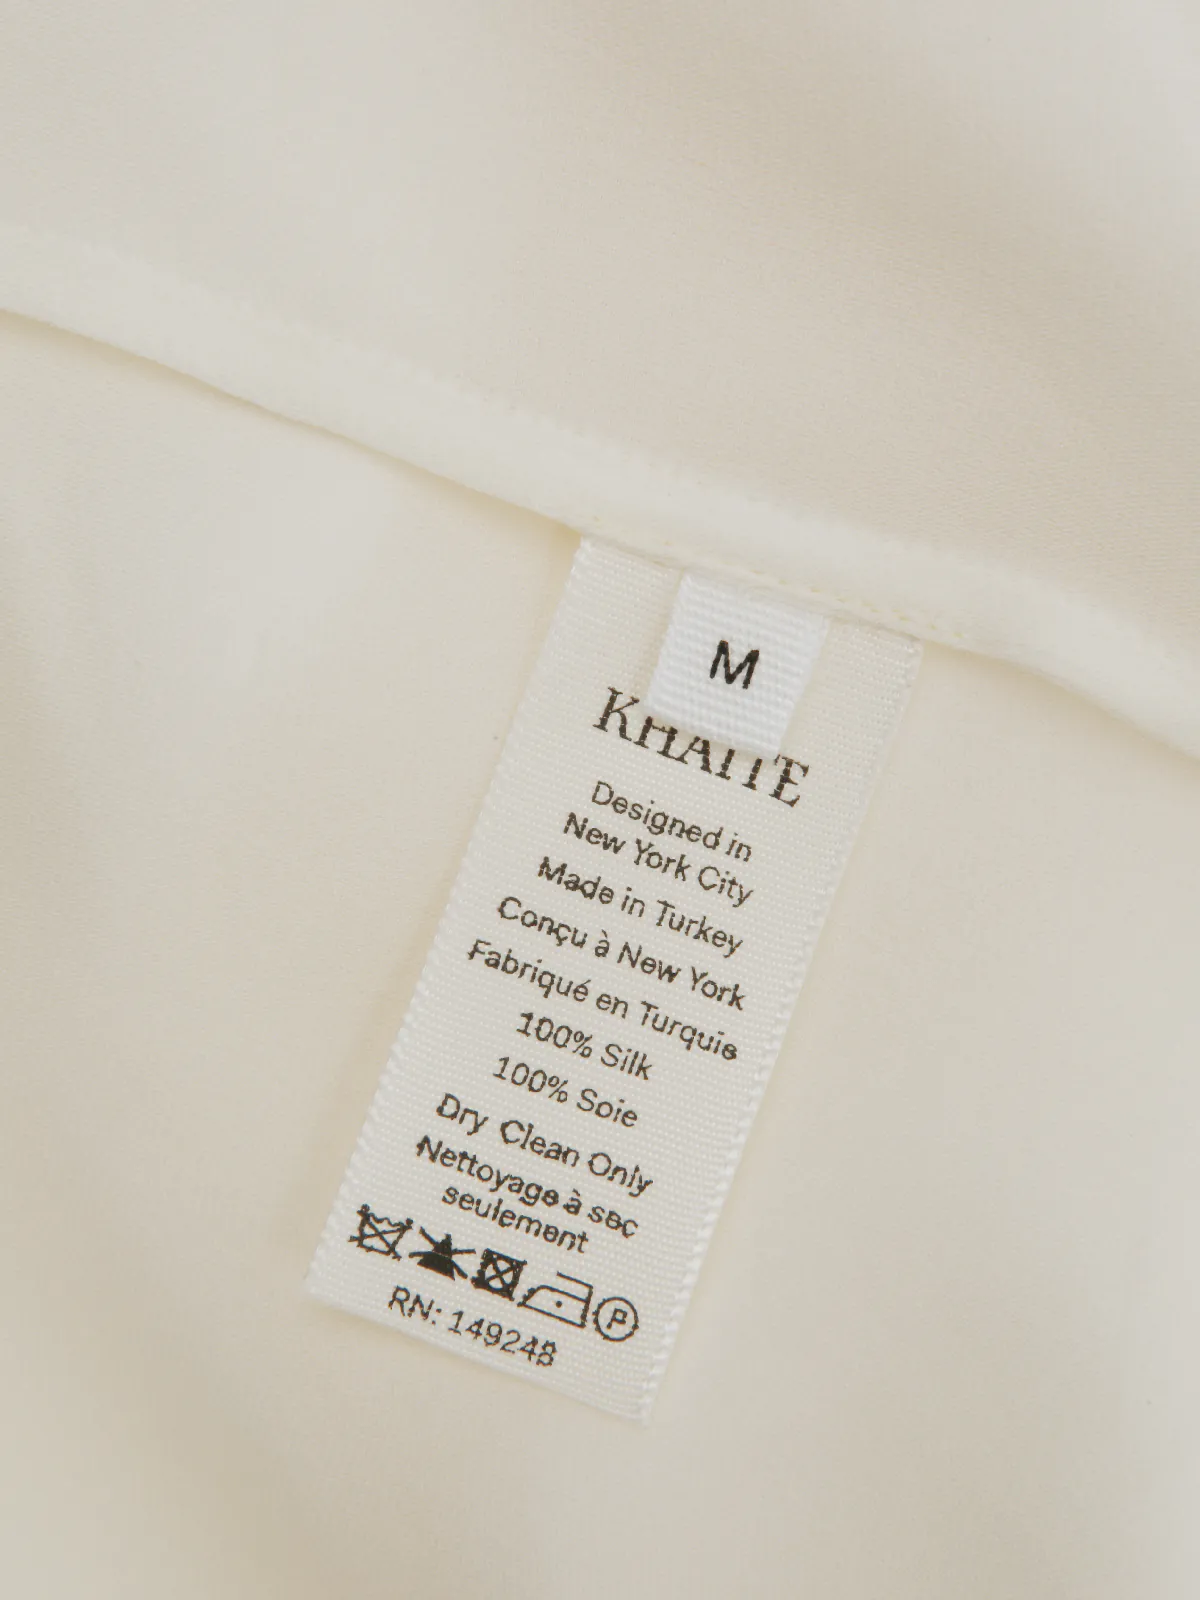 M
KHAITE
Designed in
New York City
Made in Turkey
Conçu à New York
Fabriqué en Turquie
100% Silk
100% Soie
Dry Clean Only
Nettoyage à sec
seulement
P
RN: 149248